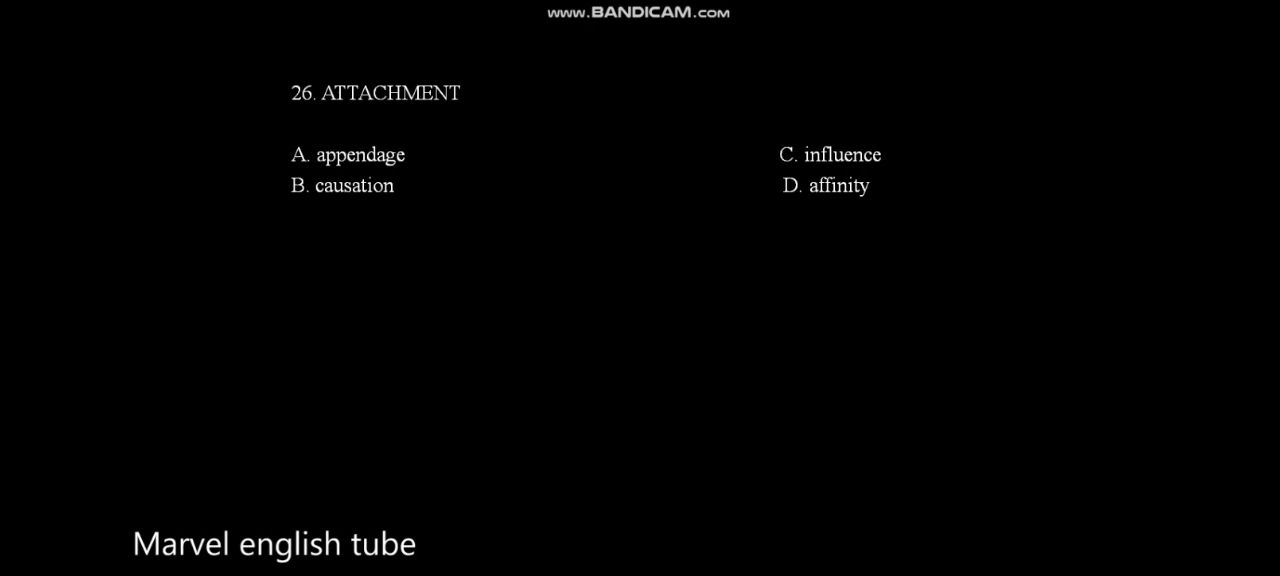 www.BANDICAM.com
26. ATTACHMENT
A. appendage
C. influence
B. causation
D. affinity
Marvel english tube